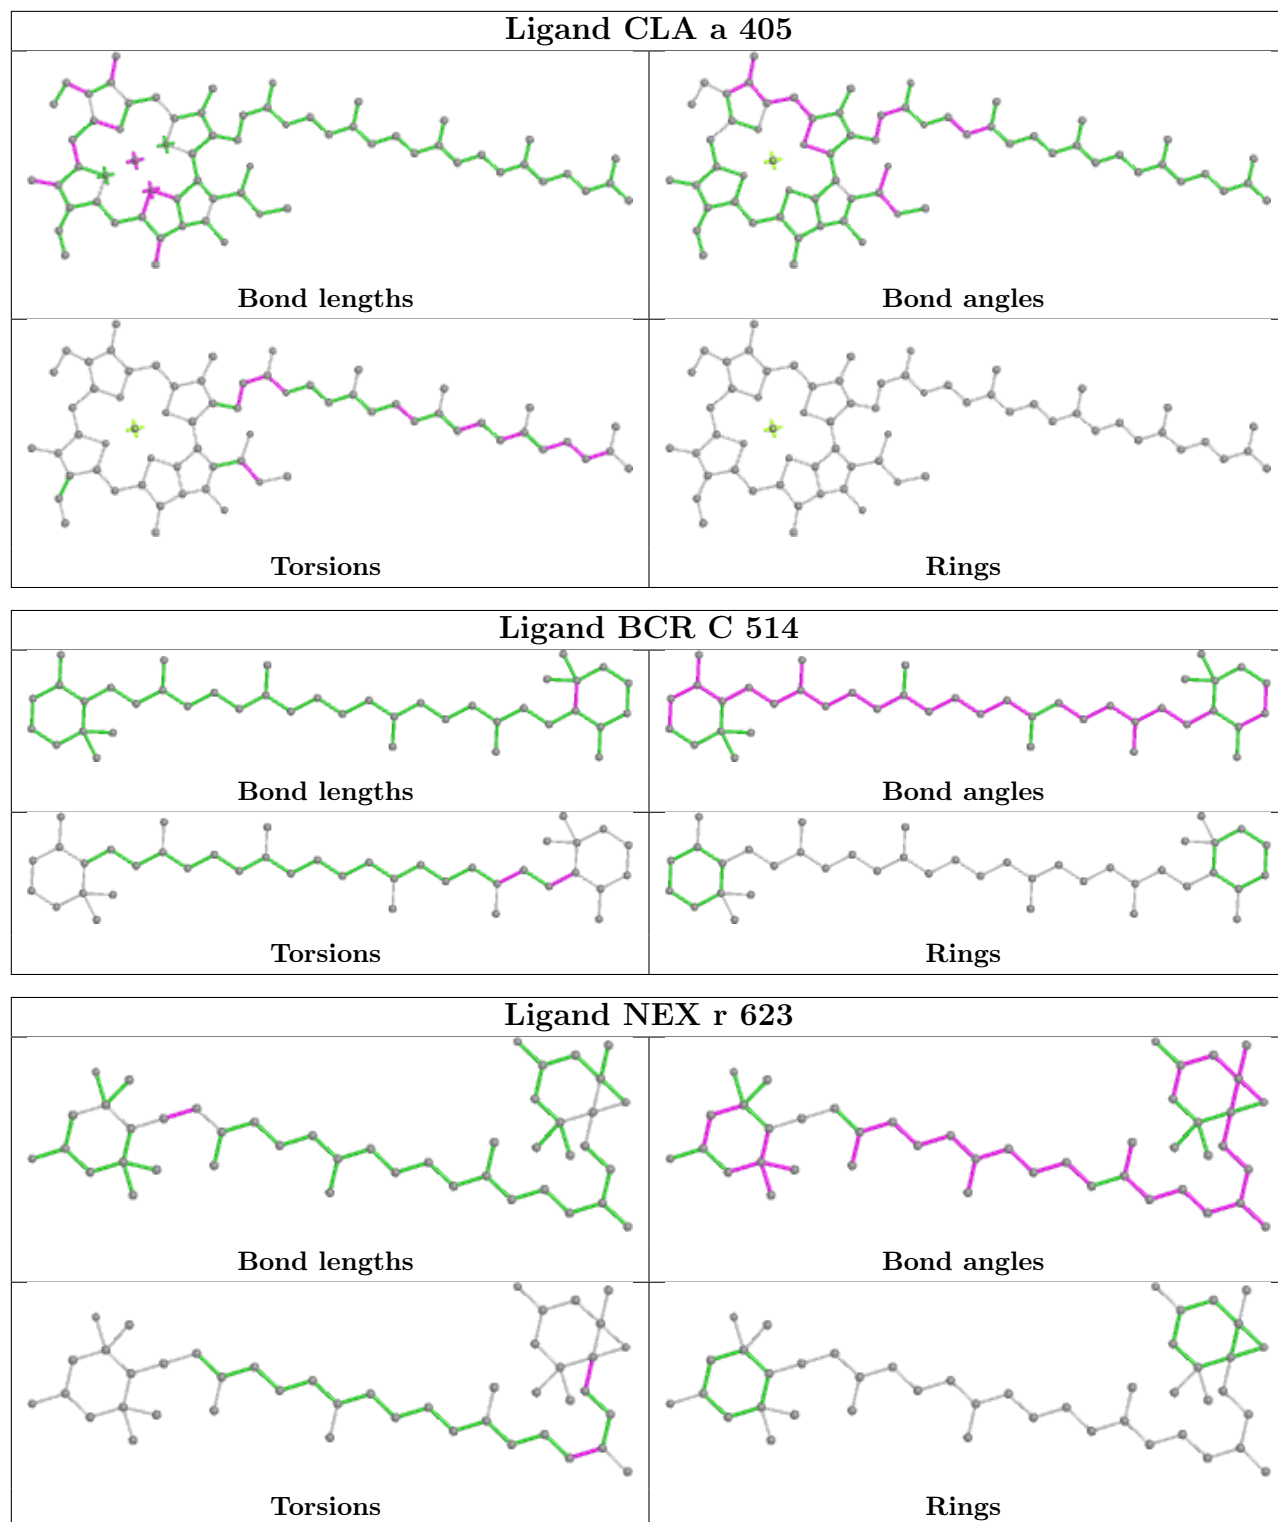 Ligand CLA a 405
Bond lengths
Bond angles
Torsions
Rings
Ligand BCR C 514
Bond lengths
Bond angles
Torsions
Rings
Ligand NEX r 623
Bond lengths
Bond angles
Torsions
Rings